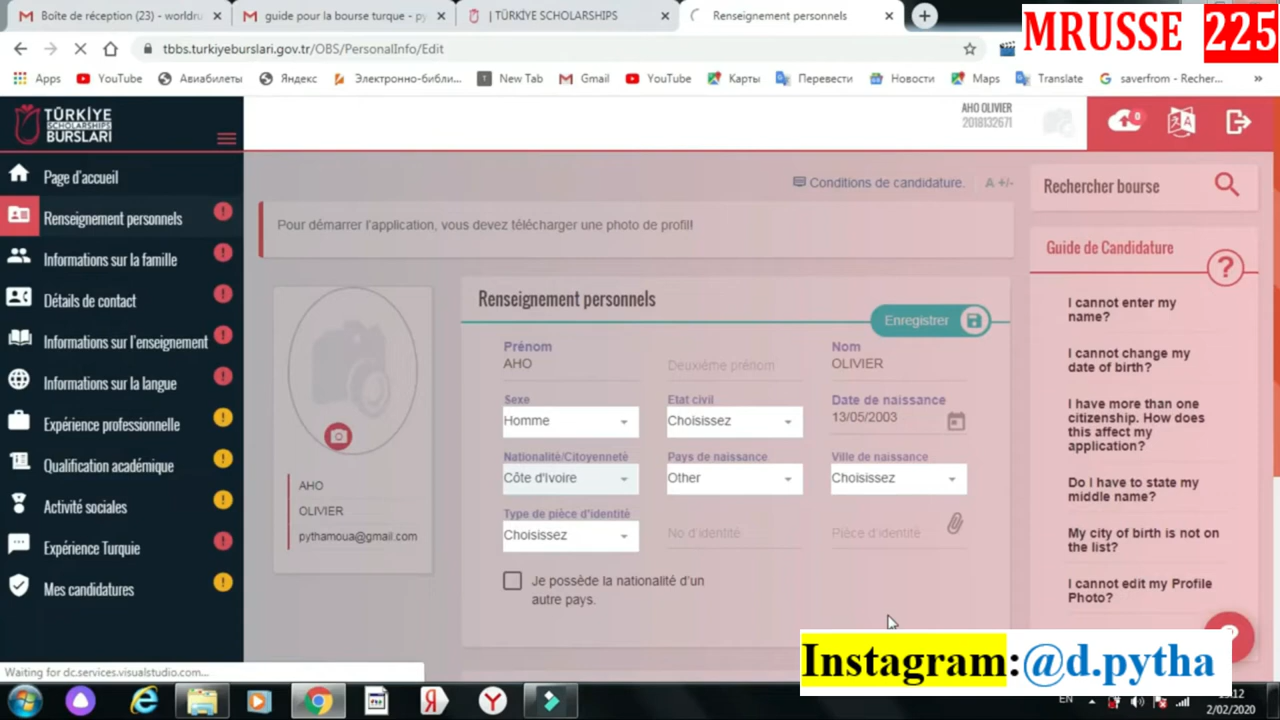 Boîte de réception (23) - worldru
guide pour la bourse turque - py
| TÜRKİYE SCHOLARSHIPS
Renseignement personnels
MRUSSE 225
tbbs.turkiyeburslari.gov.tr/OBS/PersonalInfo/Edit
Apps
YouTube
Авиабилеты
Яндекс
Электронно-библи...
New Tab
Gmail
YouTube
Карты
Перевести
Новости
Maps
Translate
saverfrom - Recher...
»
TÜRKİYE
SCHOLARSHIPS
BURSLARI
AHO OLIVIER
2018132671
0
Page d'accueil
Renseignement personnels
Informations sur la famille
Détails de contact
Informations sur l'enseignement
Informations sur la langue
Expérience professionnelle
Qualification académique
Activité sociales
Expérience Turquie
Mes candidatures
Conditions de candidature.
A +/-
Pour démarrer l'application, vous devez télécharger une photo de profil!
AHO
OLIVIER
pythamoua@gmail.com
Renseignement personnels
Enregistrer
Prénom
AHO
Deuxième prénom
Nom
OLIVIER
Sexe
Homme
Etat civil
Choisissez
Date de naissance
13/05/2003
Nationalité/Citoyenneté
Côte d'Ivoire
Pays de naissance
Other
Ville de naissance
Choisissez
Type de pièce d'identité
Choisissez
No d'identité
Pièce d'identité
Je possède la nationalité d'un
autre pays.
Rechercher bourse
Guide de Candidature
?
I cannot enter my
name?
I cannot change my
date of birth?
I have more than one
citizenship. How does
this affect my
application?
Do I have to state my
middle name?
My city of birth is not on
the list?
I cannot edit my Profile
Photo?
Instagram:@d.pytha
Waiting for dc.services.visualstudio.com...
EN
2/02/2020